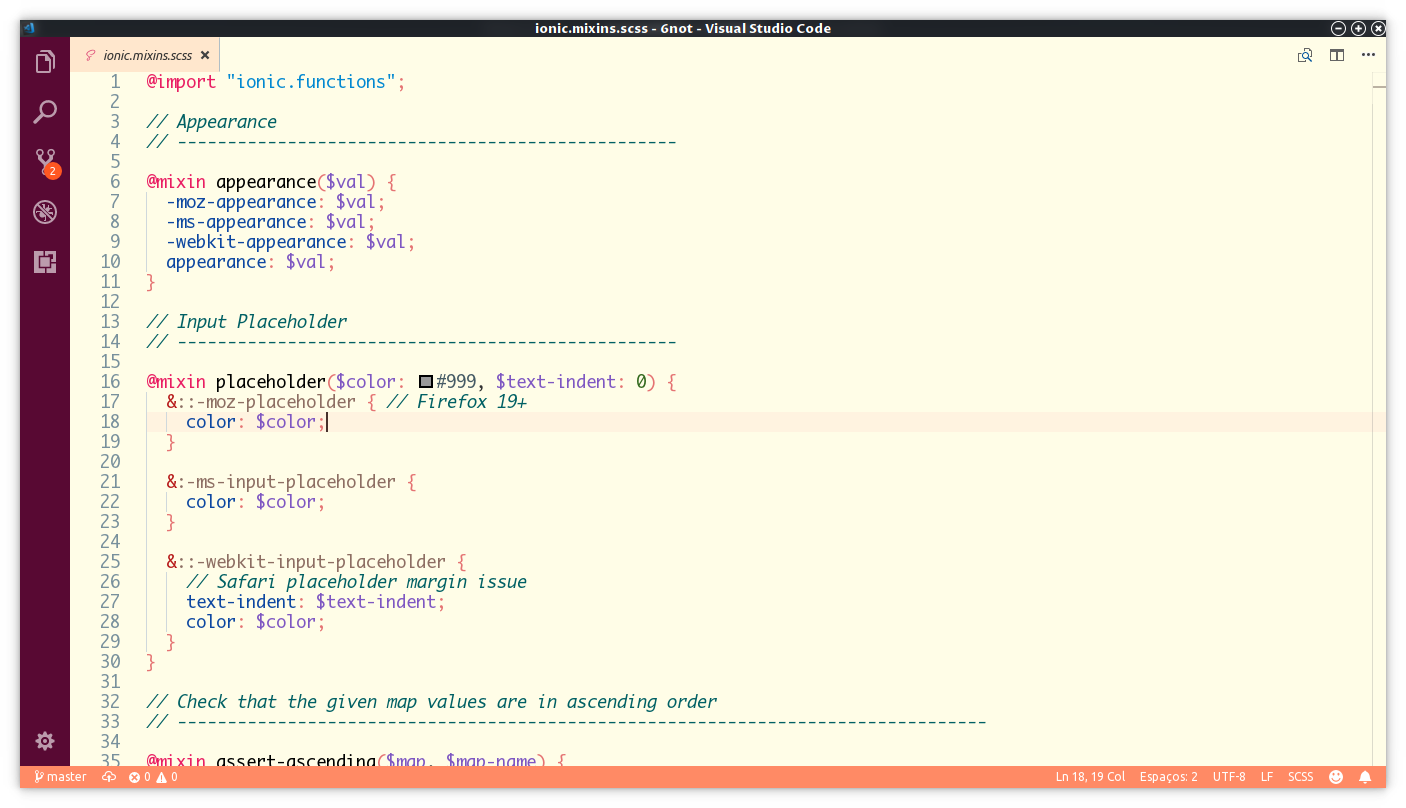 ionic.mixins.scss - 6not - Visual Studio Code
ionic.mixins.scss
1 @import "ionic.functions";
2
3 // Appearance
4 // --------------------------------------------------
5
6 @mixin appearance($val) {
7 -moz-appearance: $val;
8 -ms-appearance: $val;
9 -webkit-appearance: $val;
10 appearance: $val;
11 }
12
13 // Input Placeholder
14 // --------------------------------------------------
15
16 @mixin placeholder($color: #999, $text-indent: 0) {
17 &::-moz-placeholder { // Firefox 19+
18 color: $color;
19 }
20
21 &:-ms-input-placeholder {
22 color: $color;
23 }
24
25 &::-webkit-input-placeholder {
26 // Safari placeholder margin issue
27 text-indent: $text-indent;
28 color: $color;
29 }
30 }
31
32 // Check that the given map values are in ascending order
33 // ---------------------------------------------------------------------------------
34
35 @mixin assert-ascending($map, $map-name) {
2
master 0 0 Ln 18, 19 Col Espaços: 2 UTF-8 LF SCSS